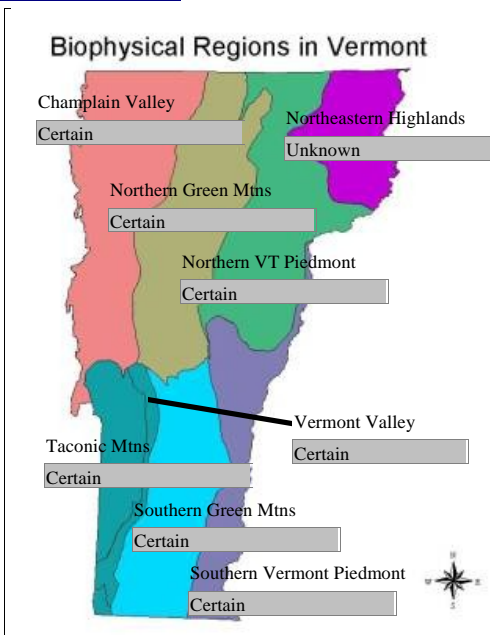 Biophysical Regions in Vermont
Champlain Valley
Certain
Northeastern Highlands
Unknown
Northern Green Mtns
Certain
Northern VT Piedmont
Certain
Vermont Valley
Certain
Taconic Mtns
Certain
Southern Green Mtns
Certain
Southern Vermont Piedmont
Certain